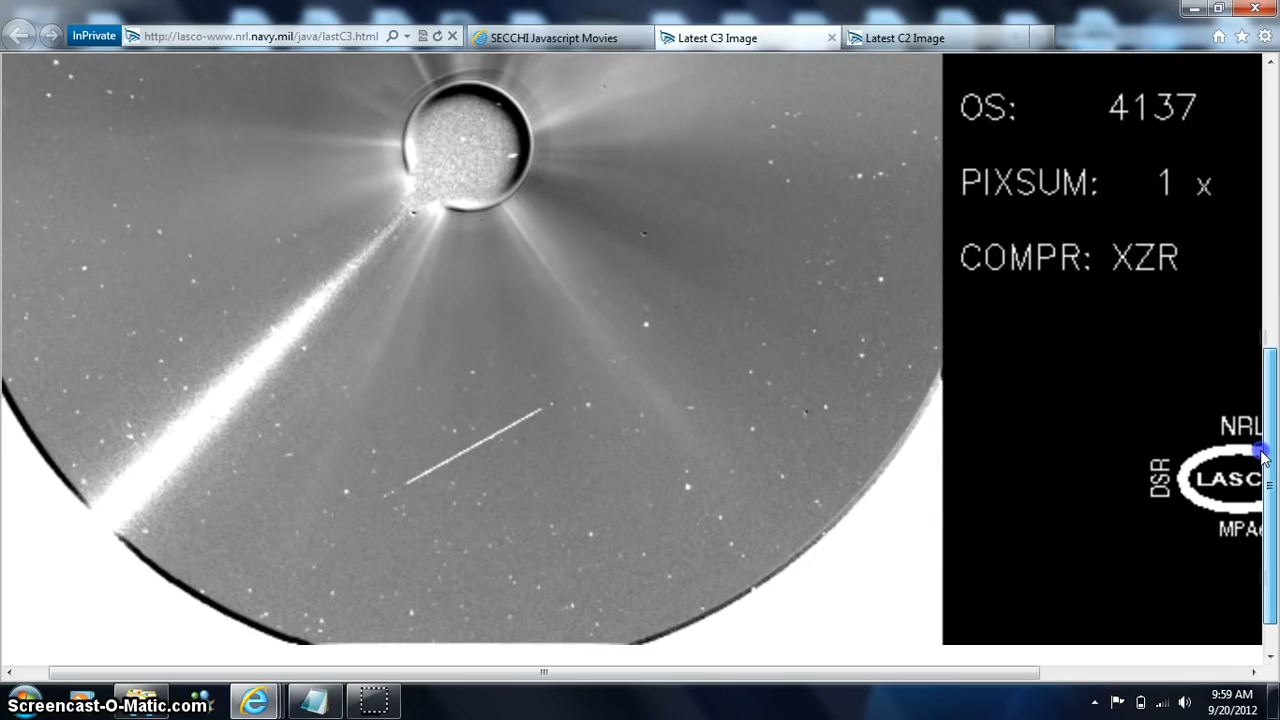 InPrivate
http://lasco-www.nrl.navy.mil/java/lastC3.html
SECCHI Javascript Movies
Latest C3 Image
Latest C2 Image
OS: 4137
PIXSUM: 1 x
COMPR: XZR
NRL
DSR
LASC
MPA
Screencast-O-Matic.com
9:59 AM
9/20/2012